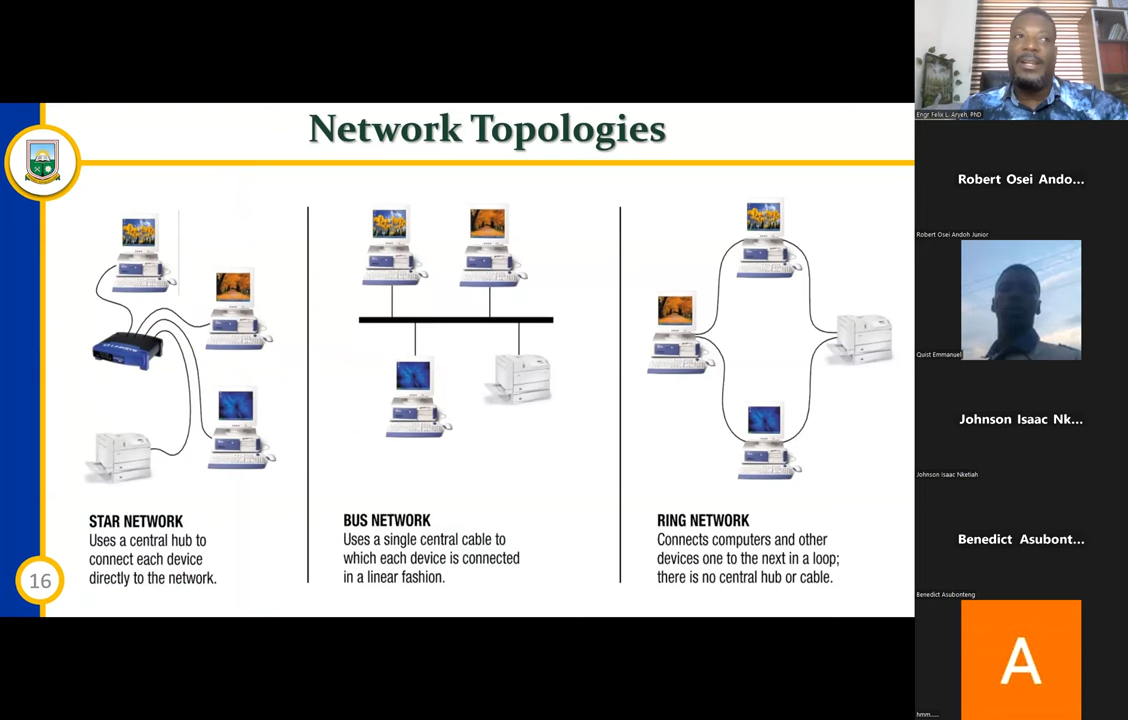 Network Topologies
STAR NETWORK
Uses a central hub to
connect each device
directly to the network.
BUS NETWORK
Uses a single central cable to
which each device is connected
in a linear fashion.
RING NETWORK
Connects computers and other
devices one to the next in a loop;
there is no central hub or cable.
16
Engr Felix L. Aryeh, PhD
Robert Osei Ando...
Robert Osei Andoh Junior
Quist Emmanuel
Johnson Isaac Nk...
Johnson Isaac Nketiah
Benedict Asubont...
Benedict Asubonteng
A
hmm.....